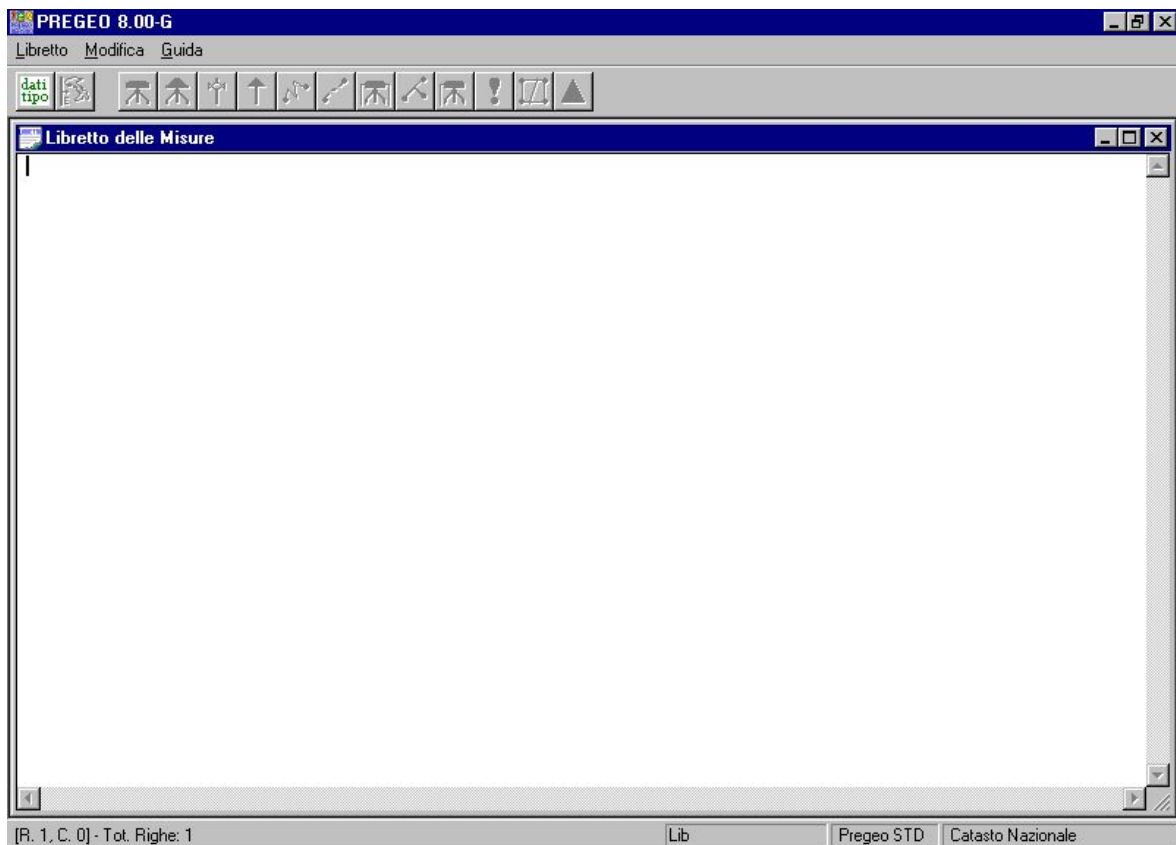 PREGEO 8.00-G
Libretto Modifica Guida
dati
tipo
Libretto delle Misure
[R. 1, C. 0] - Tot. Righe: 1 Lib Pregeo STD Catasto Nazionale